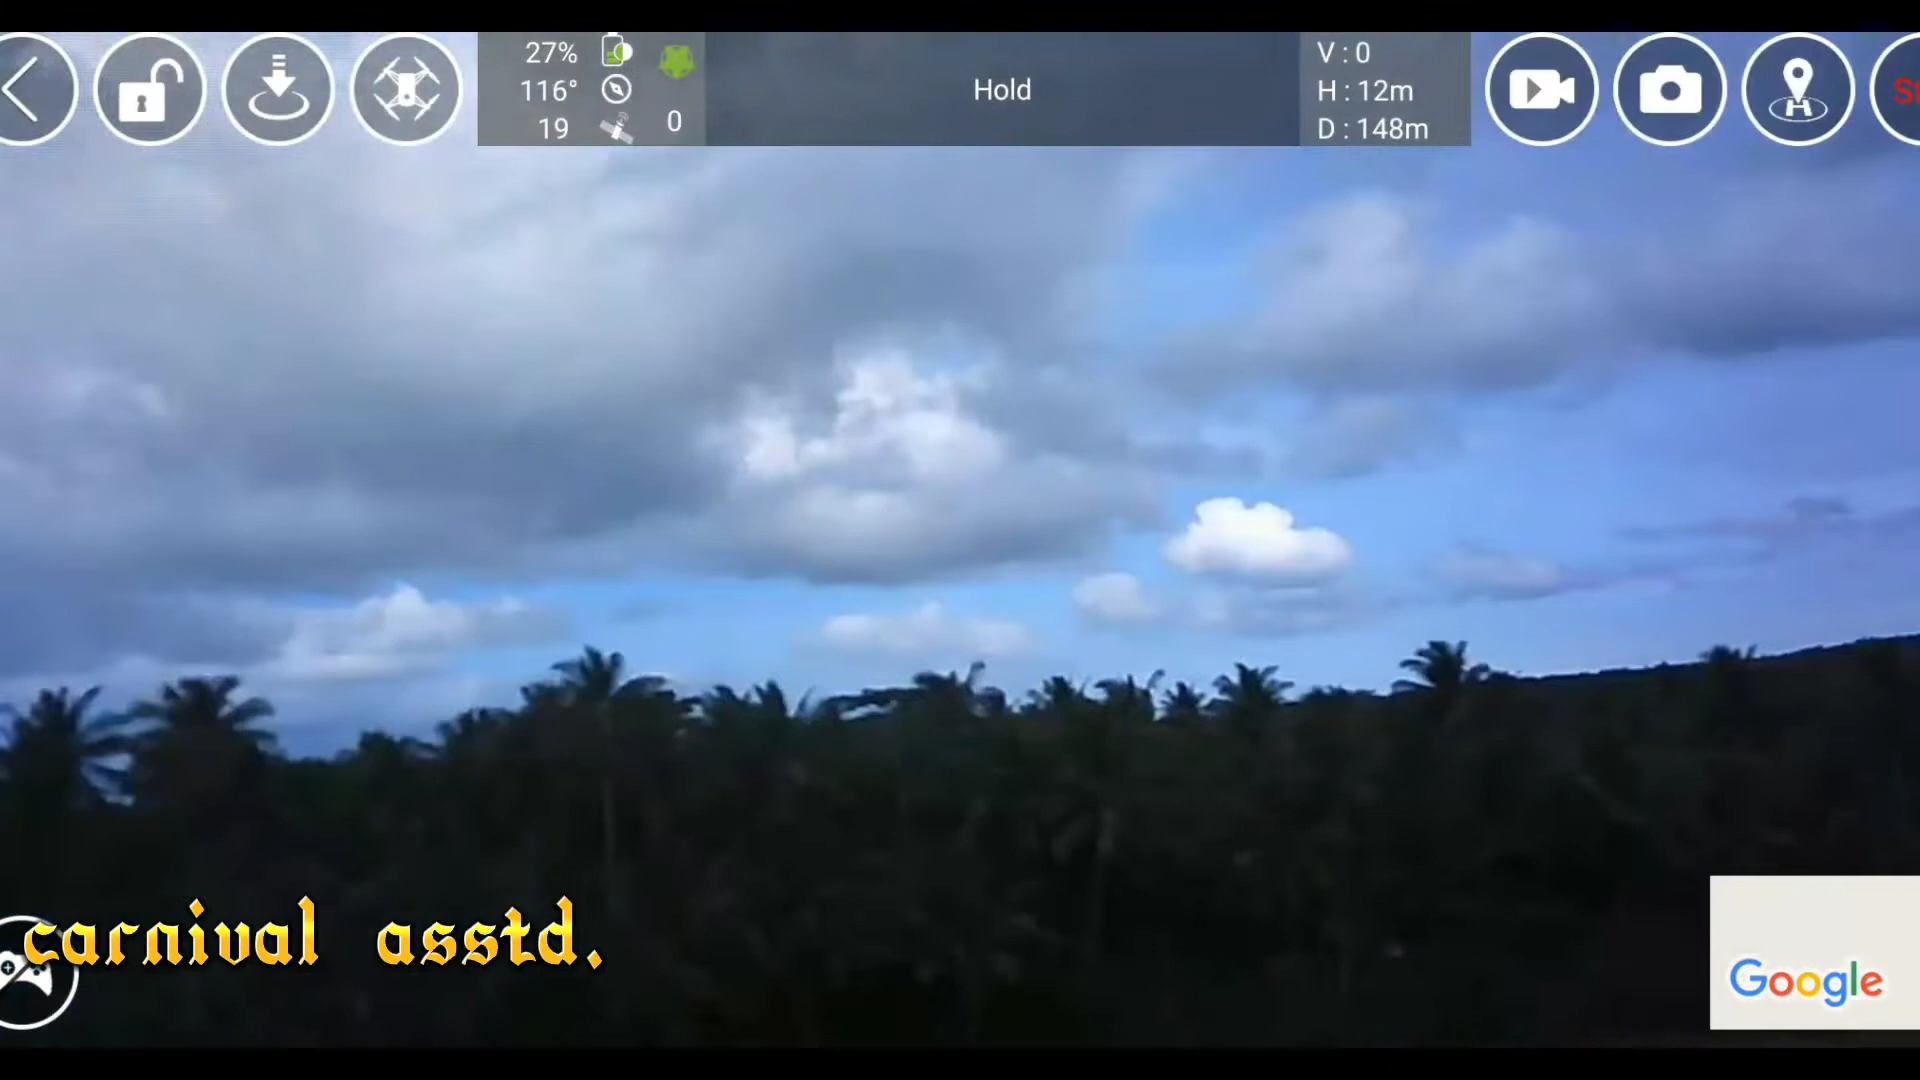 27%
116°
19
0
Hold
V : 0
H : 12m
D : 148m
carnival asstd.
Google